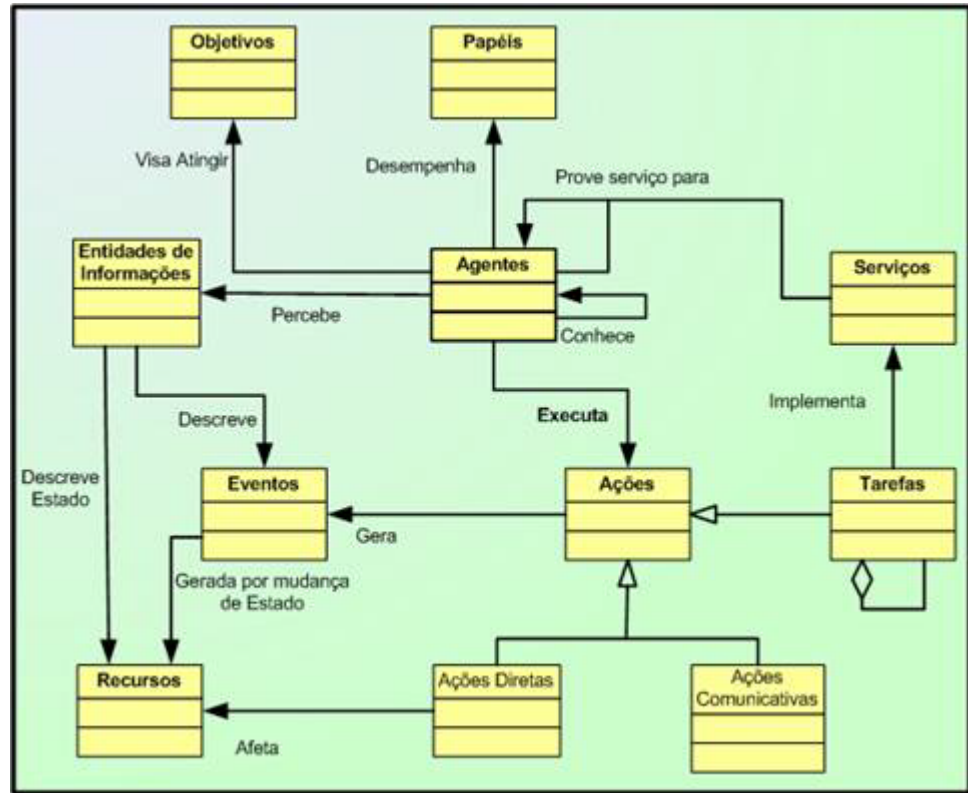 Objetivos
Papéis
Visa Atingir
Desempenha
Prove serviço para
Entidades de
Informações
Agentes
Serviços
Percebe
Conhece
Descreve
Executa
Implementa
Descreve
Estado
Eventos
Ações
Tarefas
Gera
Gerada por mudança
de Estado
Recursos
Ações Diretas
Ações
Comunicativas
Afeta